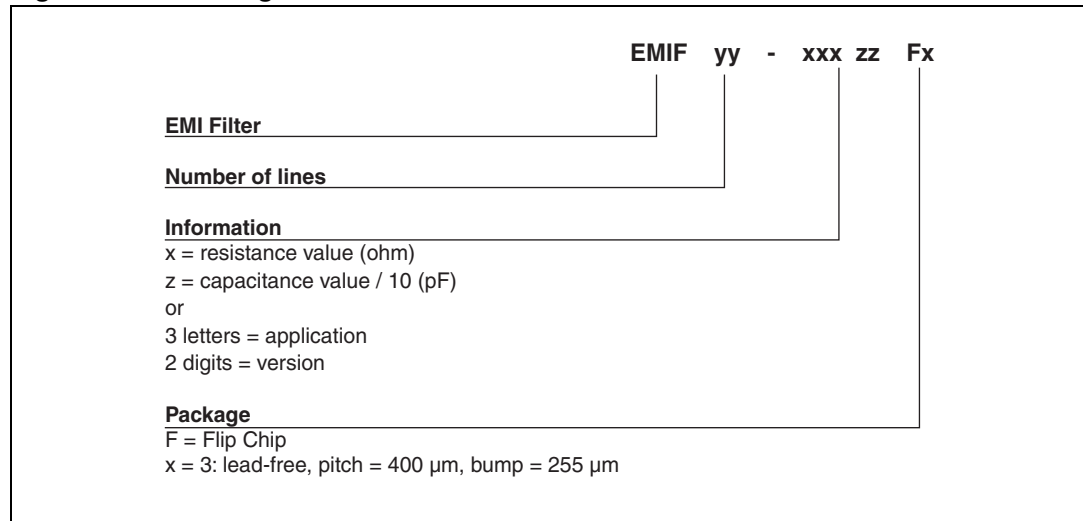 EMIF yy - xxx zz Fx
EMI Filter
Number of lines
Information
x = resistance value (ohm)
z = capacitance value / 10 (pF)
or
3 letters = application
2 digits = version
Package
F = Flip Chip
x = 3: lead-free, pitch = 400 µm, bump = 255 µm